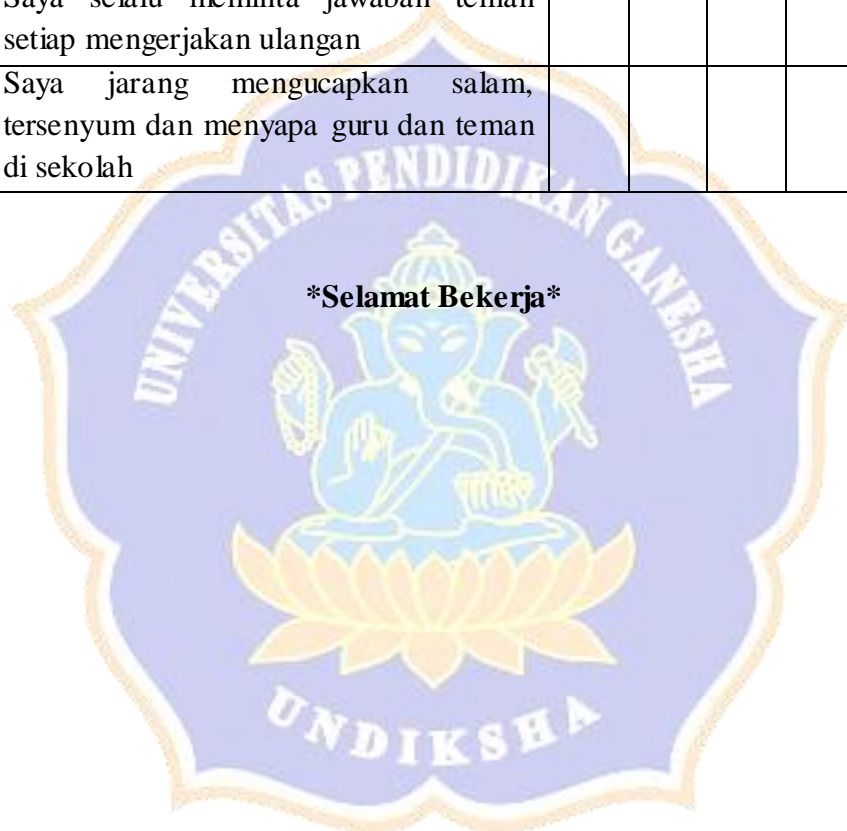 Saya selalu meminta jawaban teman
setiap mengerjakan ulangan
Saya jarang mengucapkan salam,
tersenyum dan menyapa guru dan teman
di sekolah
UNIVERSITAS PENDIDIKAN GANESHA
*Selamat Bekerja*
UNDIKSHA